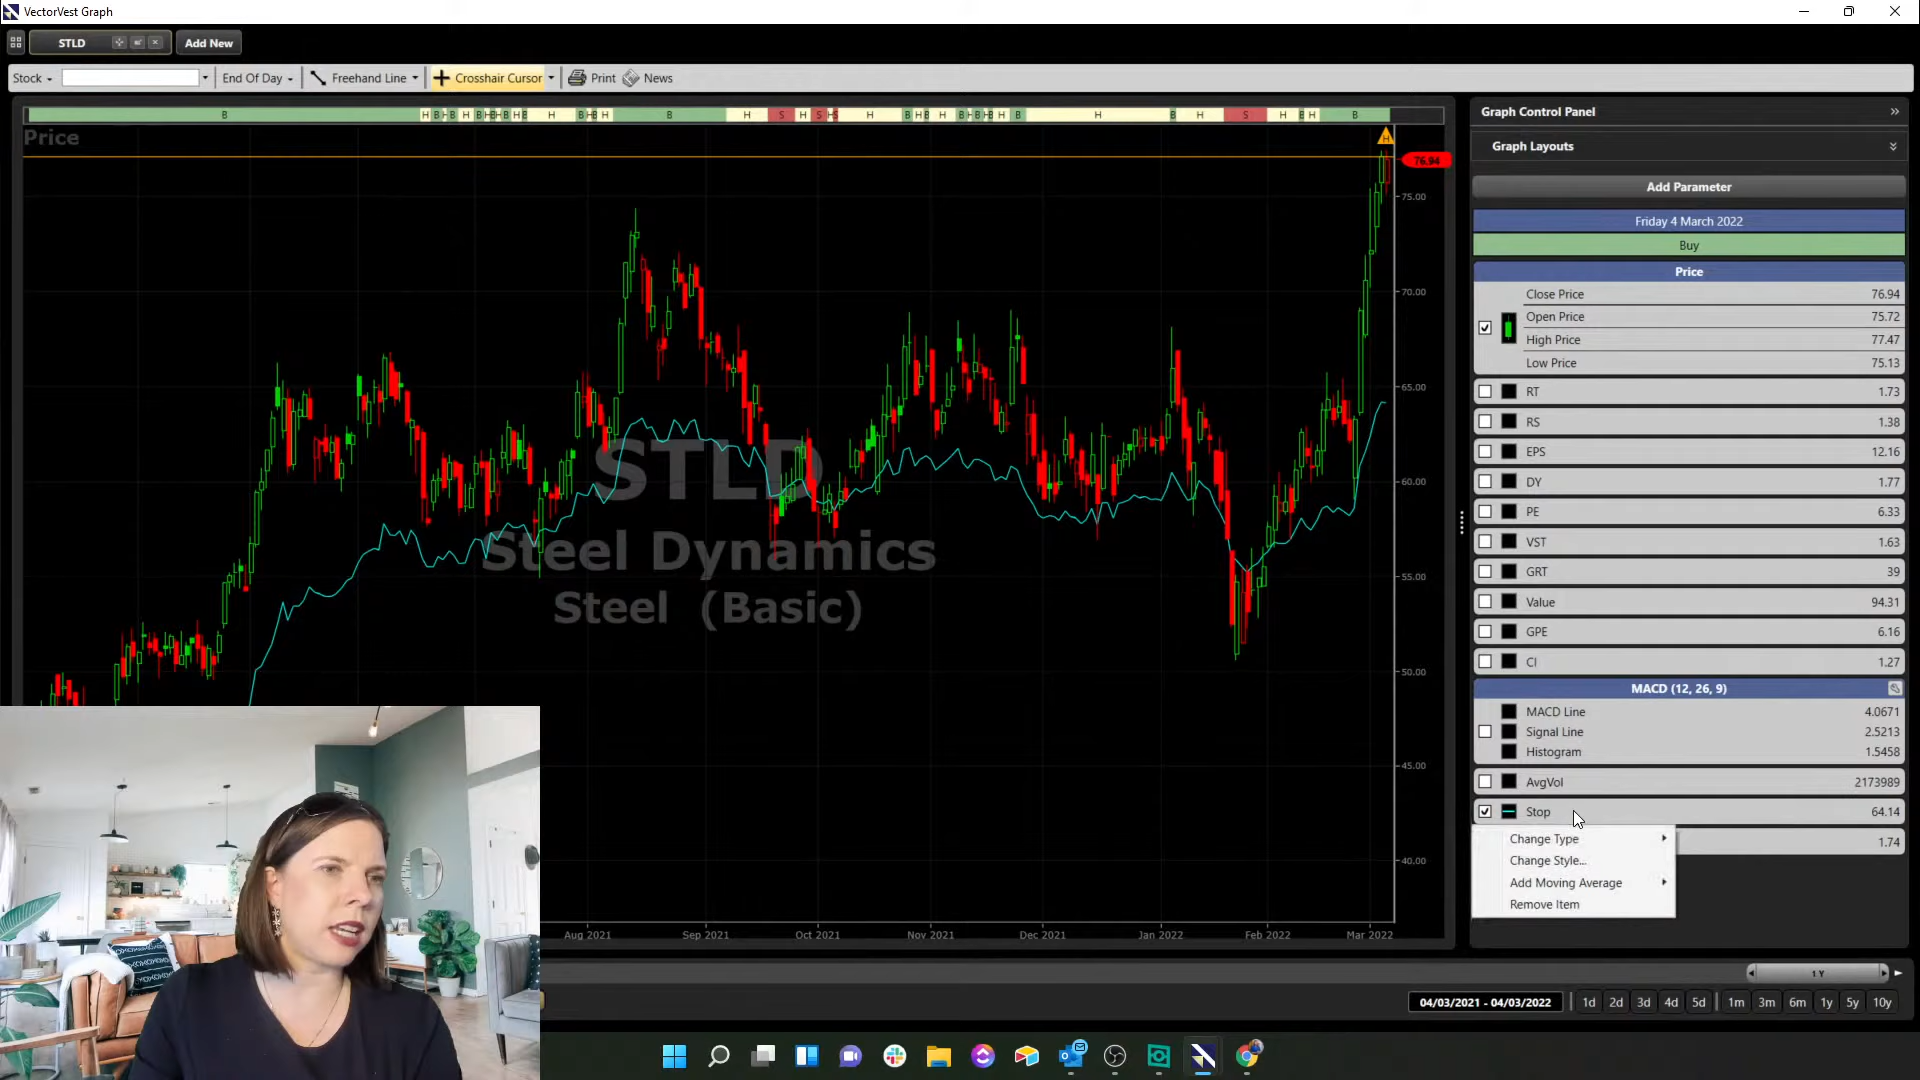 VectorVest Graph
STLD
Add New
Stock
End Of Day
Freehand Line
Crosshair Cursor
Print
News
B H B H B H B H B H B H B H B H B H S H S H S H B H B H B H B H B H B H B H S H B H B
Price
H
76.94
75.00
70.00
65.00
60.00
55.00
50.00
45.00
40.00
STLD
Steel Dynamics
Steel (Basic)
Aug 2021 Sep 2021 Oct 2021 Nov 2021 Dec 2021 Jan 2022 Feb 2022 Mar 2022
Graph Control Panel
Graph Layouts
Add Parameter
Friday 4 March 2022
Buy
Price
Close Price 76.94
Open Price 75.72
High Price 77.47
Low Price 75.13
RT 1.73
RS 1.38
EPS 12.16
DY 1.77
PE 6.33
VST 1.63
GRT 39
Value 94.31
GPE 6.16
CI 1.27
MACD (12, 26, 9)
MACD Line 4.0671
Signal Line 2.5213
Histogram 1.5458
AvgVol 2173989
Stop 64.14
1.74
Change Type
Change Style...
Add Moving Average
Remove Item
1 Y
04/03/2021 - 04/03/2022
1d 2d 3d 4d 5d 1m 3m 6m 1y 5y 10y